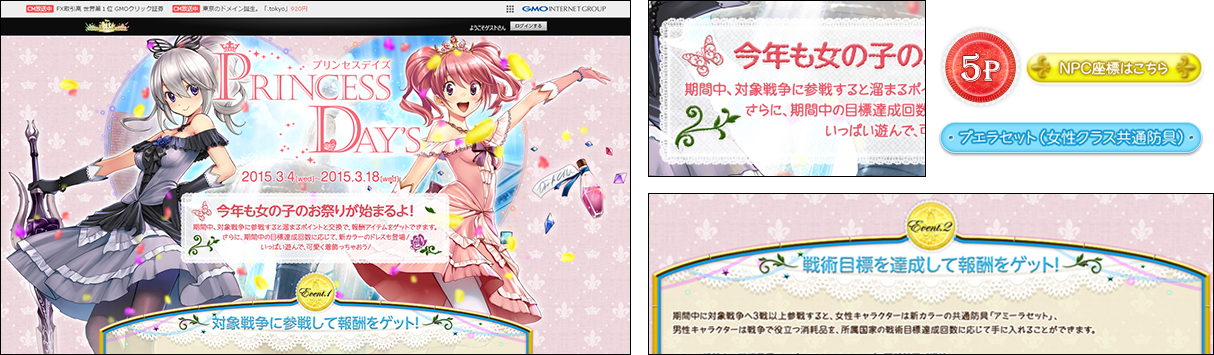 CM放送中 FX取引高 世界第1位 GMOクリック証券 CM放送中 東京のドメイン誕生。「.tokyo」920円
GMO INTERNET GROUP
ようこそゲストさん ログインする
プリンセスデイズ
PRINCESS
DAY'S
2015.3.4(wed)~2015.3.18(wed)
今年も女の子のお祭りが始まるよ!
期間中、対象戦争に参戦すると溜まるポイントと交換で、報酬アイテムをゲットできます。
さらに、期間中の目標達成回数に応じて、新カラーのドレスも登場!
いっぱい遊んで、可愛く着飾っちゃおう!
Event.1
対象戦争に参戦して報酬をゲット!
今年も女の子の
期間中、対象戦争に参戦すると溜まるポ
さらに、期間中の目標達成回数
いっぱい遊んで、可
5P
NPC座標はこちら
ブエラセット(女性クラス共通防具)
Event.2
戦術目標を達成して報酬をゲット!
期間中に対象戦争へ3戦以上参戦すると、女性キャラクターは新カラーの共通防具「アミーラセット」、
男性キャラクターは戦争で役立つ消耗品を、所属国家の戦術目標達成回数に応じて手に入れることができます。